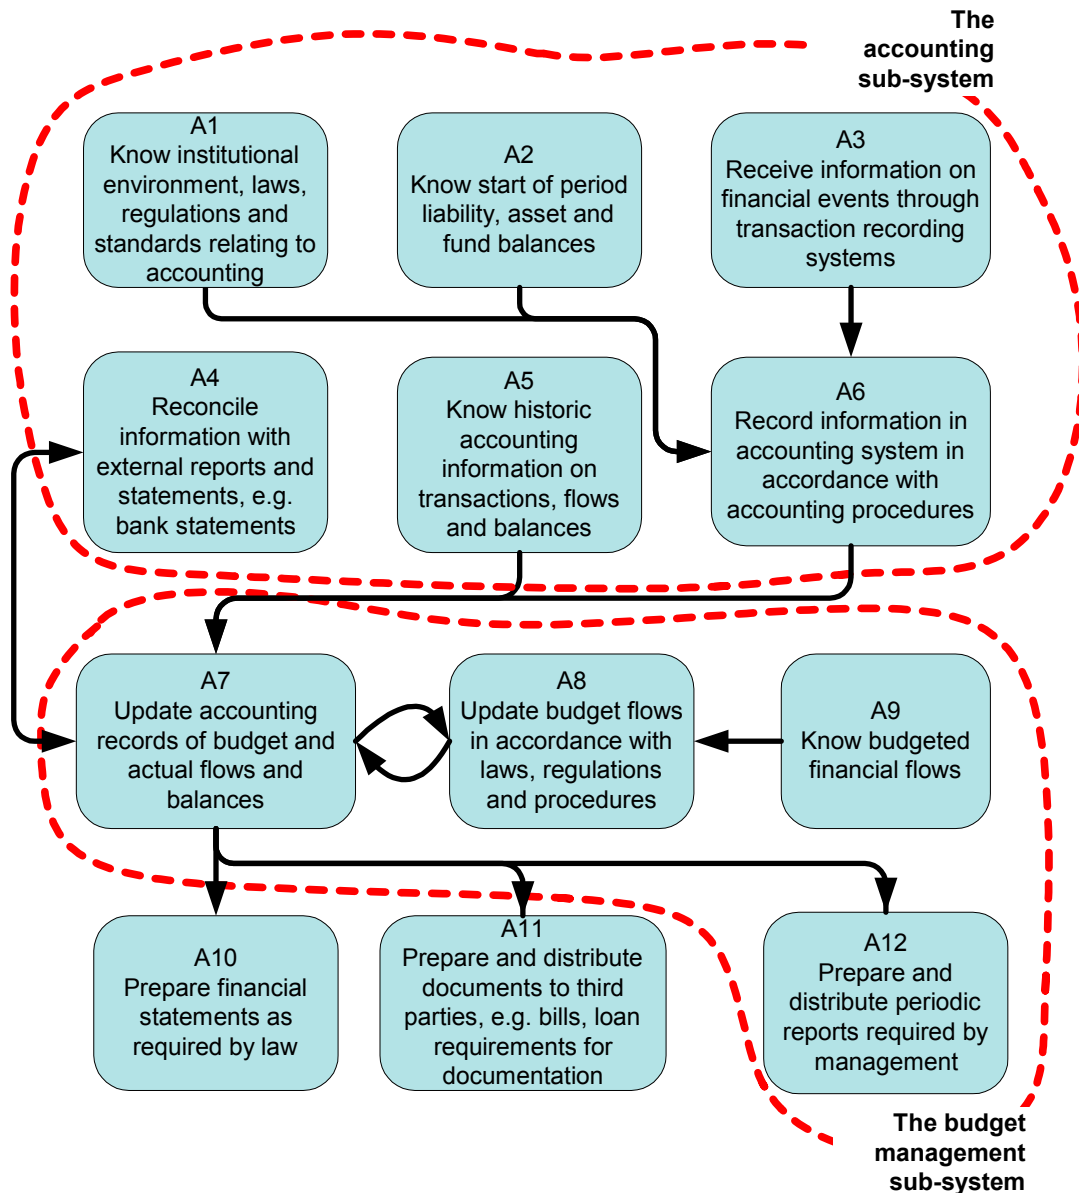 The
accounting
sub-system
A1
Know institutional
environment, laws,
regulations and
standards relating to
accounting
A2
Know start of period
liability, asset and
fund balances
A3
Receive information on
financial events through
transaction recording
systems
A4
Reconcile
information with
external reports and
statements, e.g.
bank statements
A5
Know historic
accounting
information on
transactions, flows
and balances
A6
Record information in
accounting system in
accordance with
accounting procedures
A7
Update accounting
records of budget and
actual flows and
balances
A8
Update budget flows
in accordance with
laws, regulations
and procedures
A9
Know budgeted
financial flows
A10
Prepare financial
statements as
required by law
A11
Prepare and distribute
documents to third
parties, e.g. bills, loan
requirements for
documentation
A12
Prepare and
distribute periodic
reports required by
management
The budget
management
sub-system